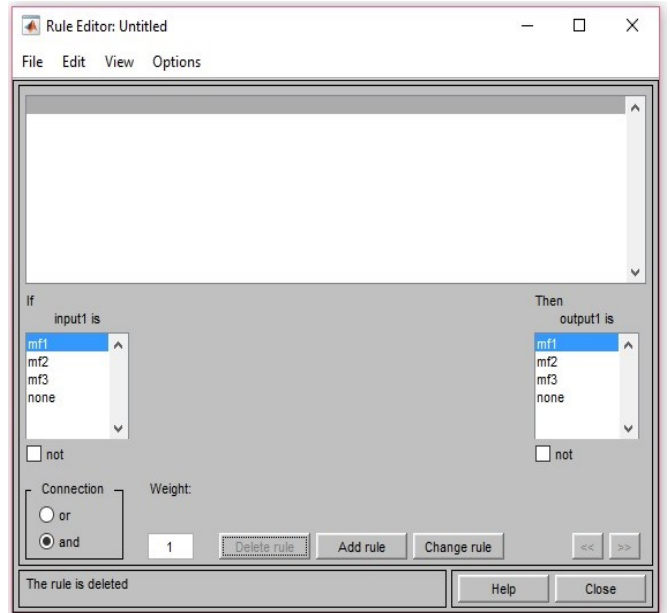 Rule Editor: Untitled
File Edit View Options
If
input1 is
mf1
mf2
mf3
none
not
Then
output1 is
mf1
mf2
mf3
none
not
Connection
or
and
Weight:
1
Delete rule Add rule Change rule << >>
The rule is deleted
Help Close